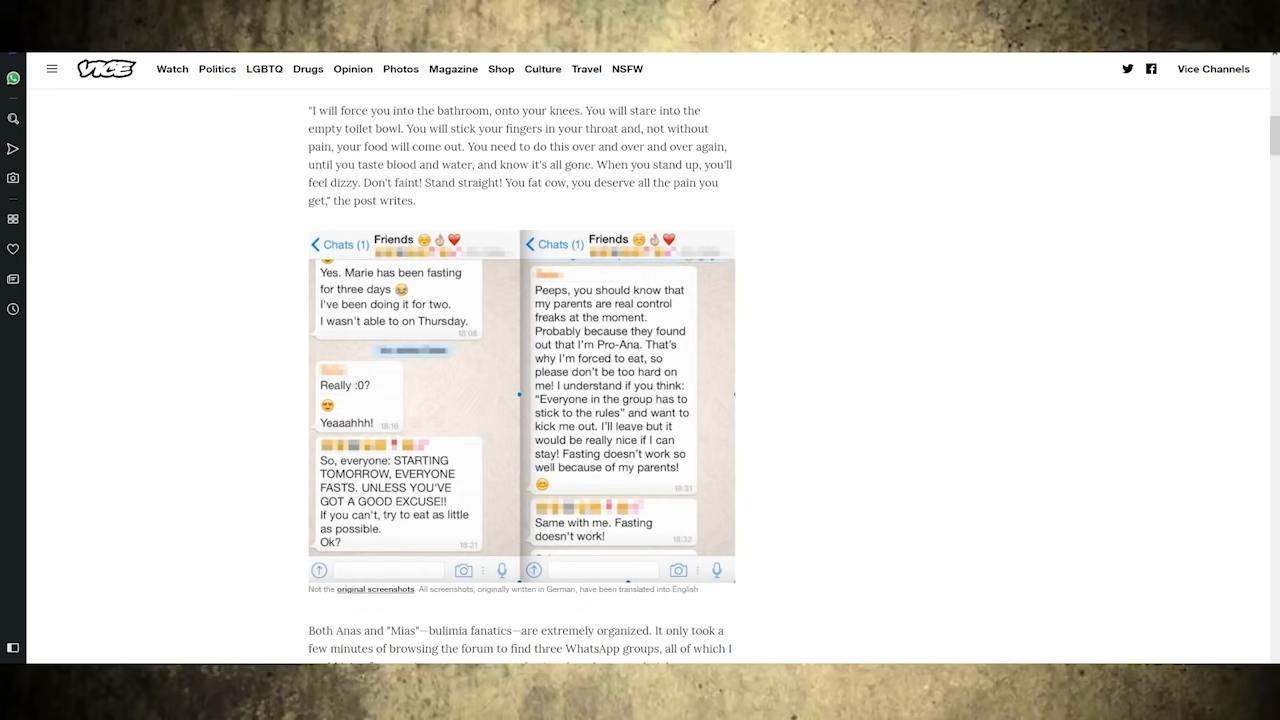 VICE
Watch Politics LGBTQ Drugs Opinion Photos Magazine Shop Culture Travel NSFW
Vice Channels
"I will force you into the bathroom, onto your knees. You will stare into the
empty toilet bowl. You will stick your fingers in your throat and, not without
pain, your food will come out. You need to do this over and over and over again,
until you taste blood and water, and know it's all gone. When you stand up, you'll
feel dizzy. Don't faint! Stand straight! You fat cow, you deserve all the pain you
get," the post writes.
Chats (1) Friends
Yes. Marie has been fasting
for three days
I've been doing it for two.
I wasn't able to on Thursday.
18:08
Really :0?
Yeaaahhh!
18:16
So, everyone: STARTING
TOMORROW, EVERYONE
FASTS. UNLESS YOU'VE
GOT A GOOD EXCUSE!!
If you can't, try to eat as little
as possible.
Ok?
18:21
Chats (1) Friends
Peeps, you should know that
my parents are real control
freaks at the moment.
Probably because they found
out that I'm Pro-Ana. That's
why I'm forced to eat, so
please don't be too hard on
me! I understand if you think:
“Everyone in the group has to
stick to the rules” and want to
kick me out. I'll leave but it
would be really nice if I can
stay! Fasting doesn't work so
well because of my parents!
18:31
Same with me. Fasting
doesn't work!
18:32
Not the original screenshots. All screenshots, originally written in German, have been translated into English
Both Anas and "Mias"—bulimia fanatics—are extremely organized. It only took a
few minutes of browsing the forum to find three WhatsApp groups, all of which I